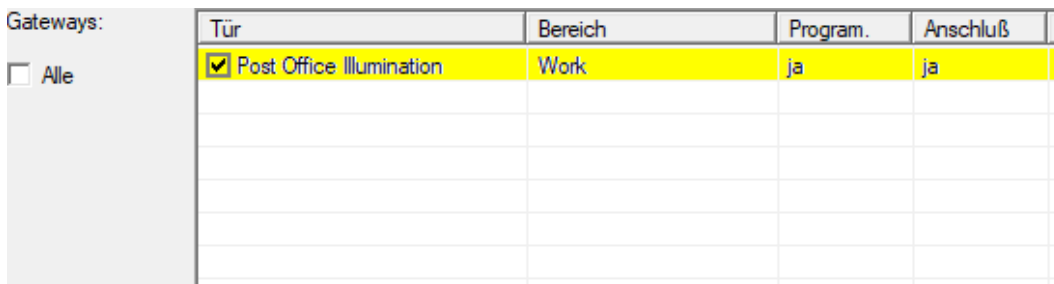 Gateways:
Tür Bereich Program. Anschluß
Alle
Post Office Illumination Work ja ja